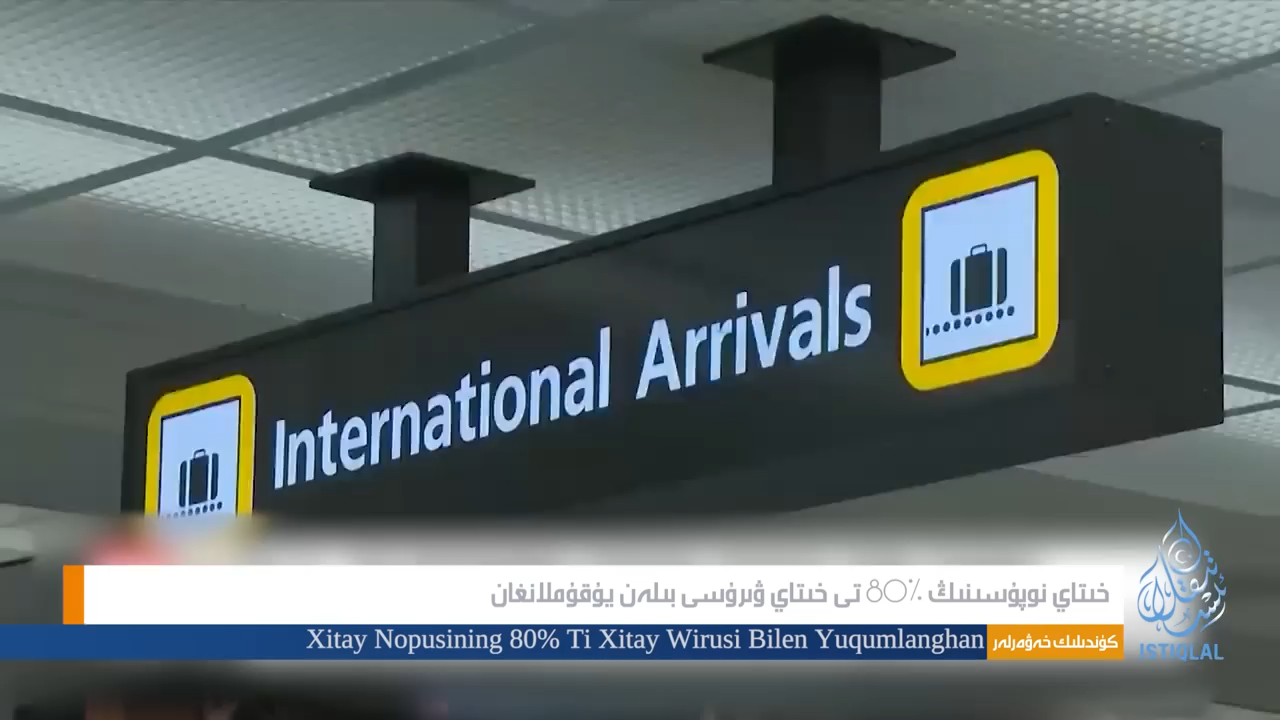 International Arrivals
خىتاي نوپۇسىنىڭ ٪80 تى خىتاي ۋىرۇسى بىلەن يۇقۇملانغان
Xitay Nopusining 80% Ti Xitay Wirusi Bilen Yuqumlanghan
كۈندىلىك خەۋەرلەر
ISTIQLAL